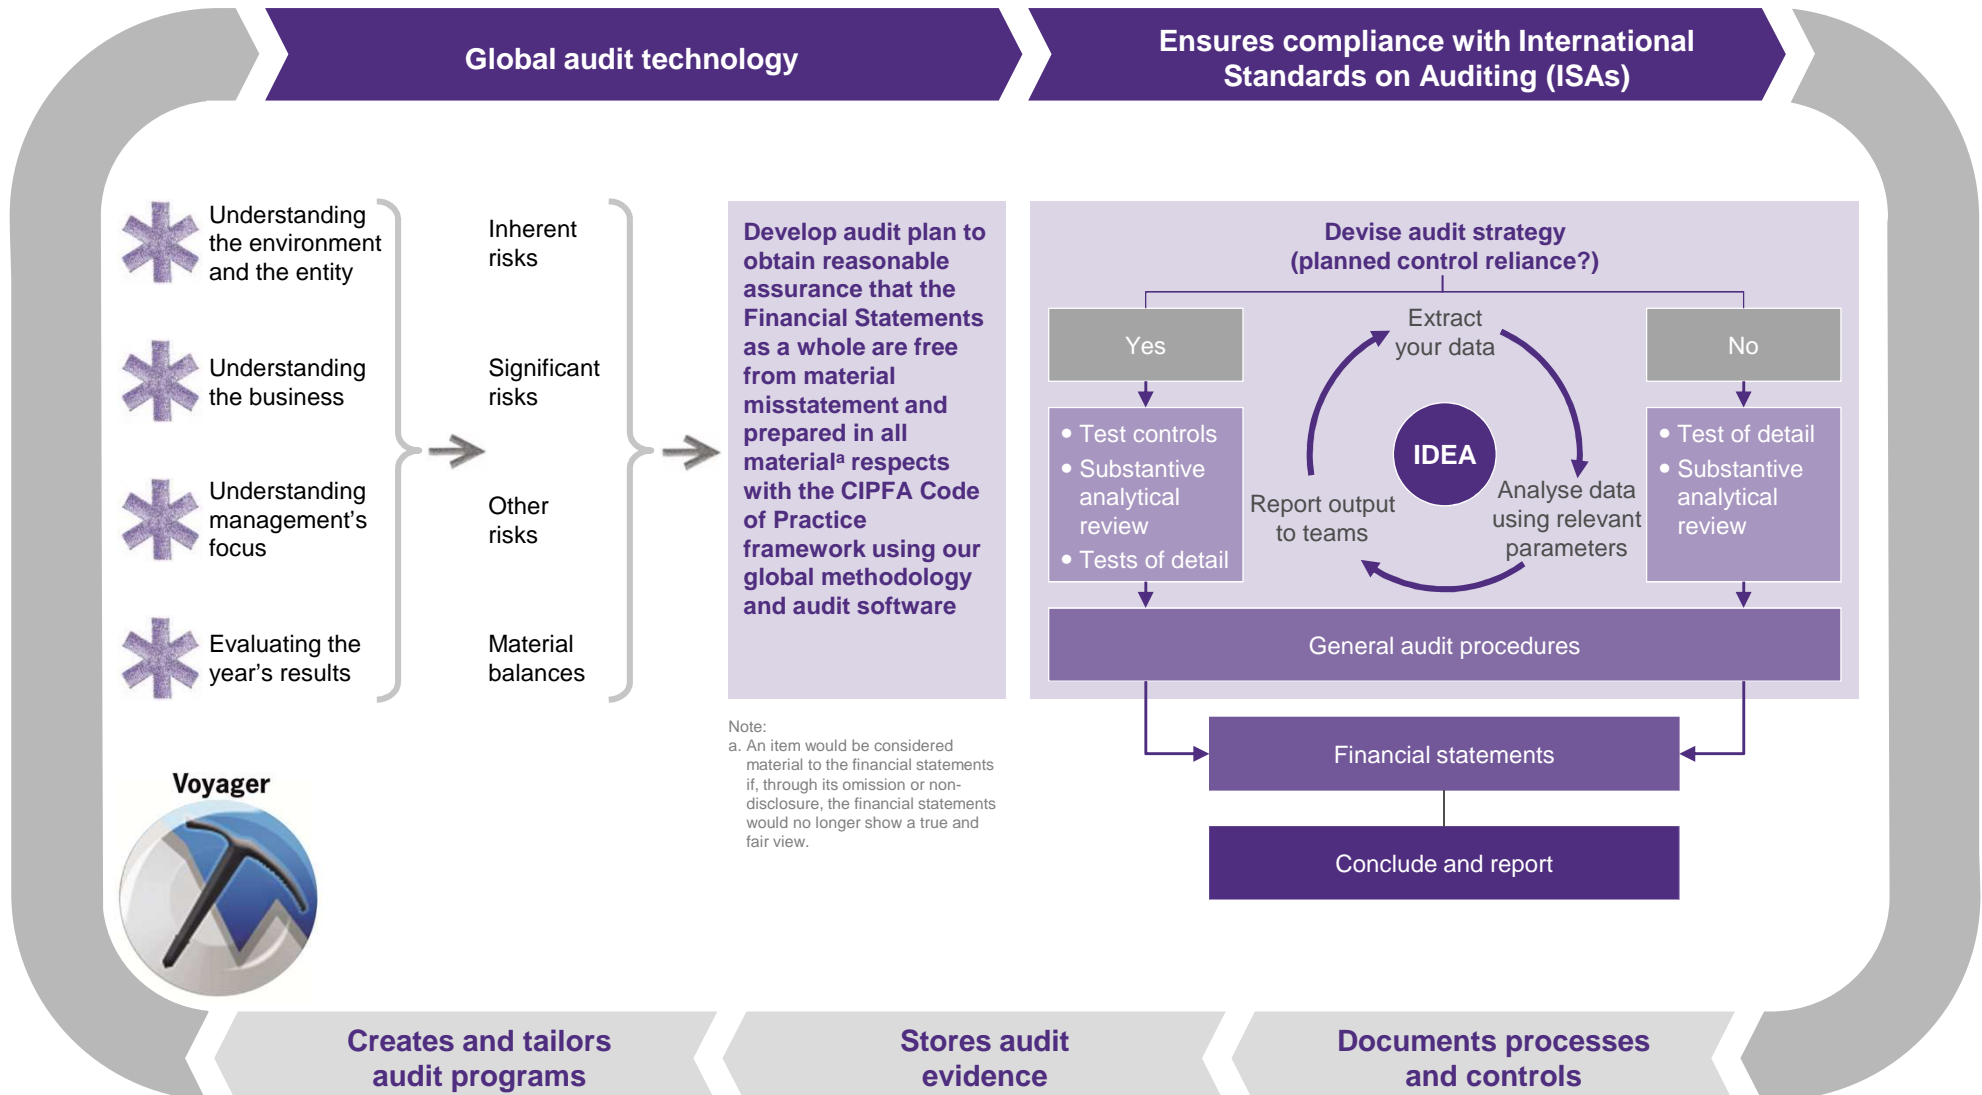 Global audit technology
Ensures compliance with International
Standards on Auditing (ISAs)
Understanding
the environment
and the entity
Understanding
the business
Understanding
management’s
focus
Evaluating the
year’s results
Inherent
risks
Significant
risks
Other
risks
Material
balances
Develop audit plan to
obtain reasonable
assurance that the
Financial Statements
as a whole are free
from material
misstatement and
prepared in all
materialᵃ respects
with the CIPFA Code
of Practice
framework using our
global methodology
and audit software
Note:
a. An item would be considered
material to the financial statements
if, through its omission or non-
disclosure, the financial statements
would no longer show a true and
fair view.
Devise audit strategy
(planned control reliance?)
Yes
• Test controls
• Substantive
analytical
review
• Tests of detail
Extract
your data
IDEA
Analyse data
using relevant
parameters
Report output
to teams
No
• Test of detail
• Substantive
analytical
review
General audit procedures
Financial statements
Conclude and report
Voyager
Creates and tailors
audit programs
Stores audit
evidence
Documents processes
and controls